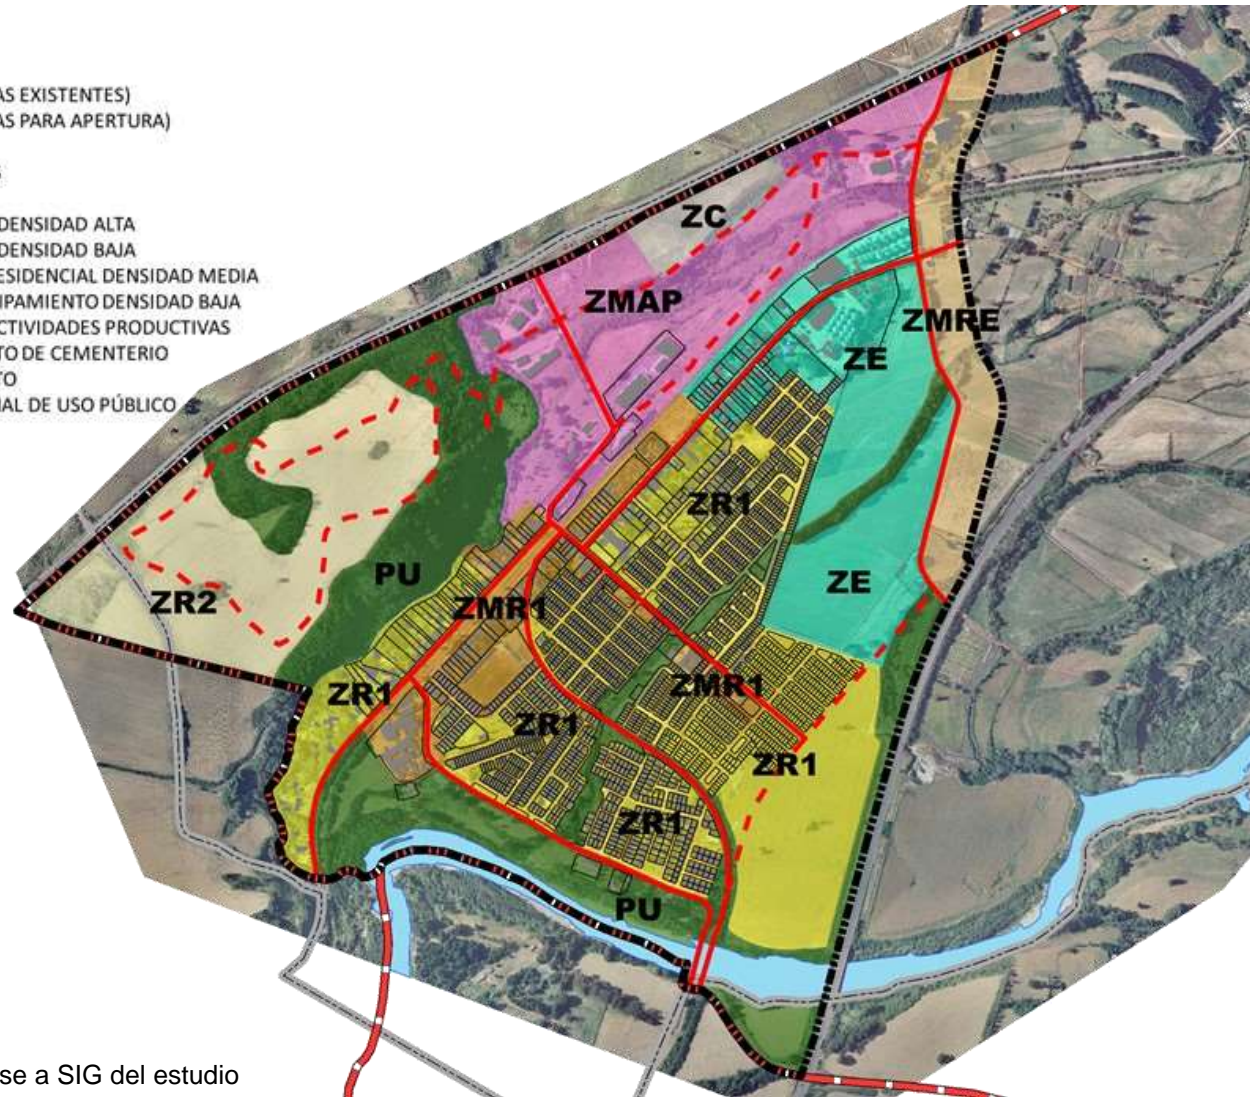 AS EXISTENTES)
AS PARA APERTURA)
DENSIDAD ALTA
DENSIDAD BAJA
ESIDENCIAL DENSIDAD MEDIA
IPAMIENTO DENSIDAD BAJA
CTIVIDADES PRODUCTIVAS
TO DE CEMENTERIO
TO
IAL DE USO PÚBLICO
ZC
ZMAP
ZMRE
ZE
ZR1
PU
ZE
ZR2
ZMR1
ZR1
ZMR1
ZR1
ZR1
ZR1
PU
se a SIG del estudio